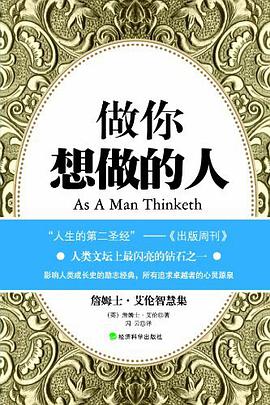 做你
想做的人
As A Man Thinketh
“人生的第二圣经” ——《出版周刊》
● 人类文坛上最闪亮的钻石之一 ●
影响人类成长史的励志经典，所有追求卓越者的心灵源泉
詹姆士·艾伦智慧集
(英) 詹姆士·艾伦◎著
冯 云◎译
经济科学出版社